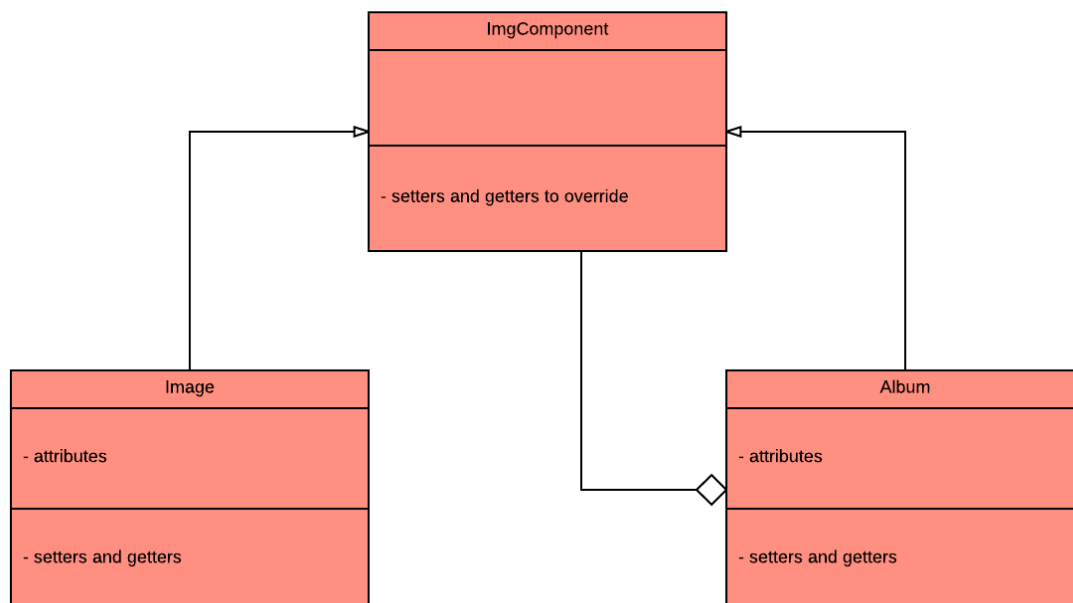 ImgComponent
- setters and getters to override
Image
- attributes
- setters and getters
Album
- attributes
- setters and getters